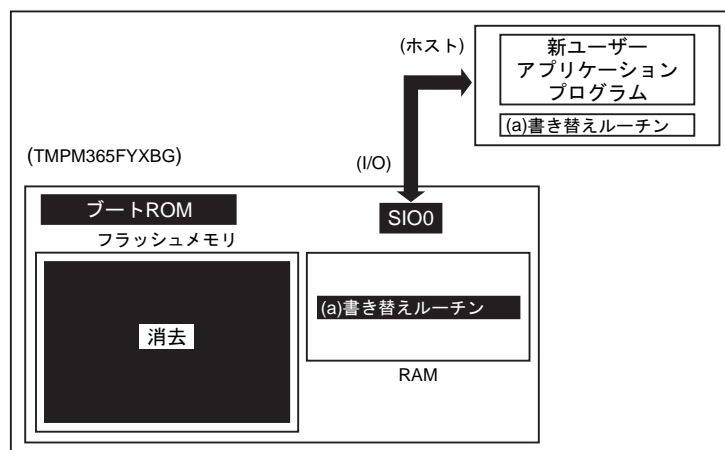 (ホスト)
新ユーザー
アプリケーション
プログラム
(a)書き替えルーチン
(TMPM365FYXBG)
(I/O)
ブートROM
SIO0
フラッシュメモリ
消去
(a)書き替えルーチン
RAM